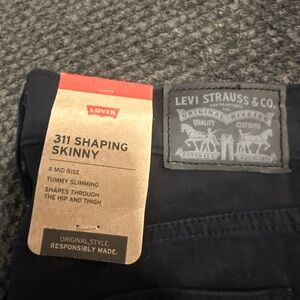 LEVI'S
311 SHAPING
SKINNY
A MID RISE
TUMMY SLIMMING
SHAPES THROUGH
THE HIP AND THIGH
ORIGINAL STYLE.
RESPONSIBLY MADE.
LEVI STRAUSS & CO.
SAN FRANCISCO
ORIGINAL RIVETED
QUALITY CLOTHING